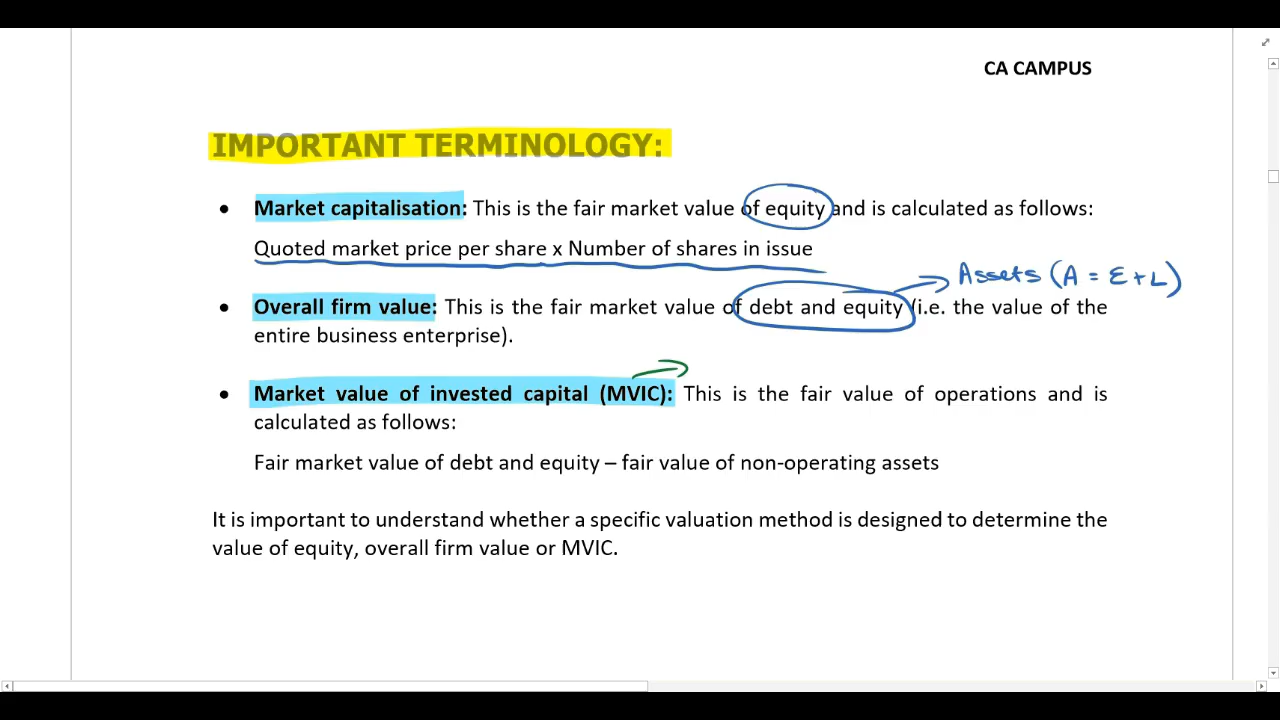 CA CAMPUS
IMPORTANT TERMINOLOGY:
• Market capitalisation: This is the fair market value of equity and is calculated as follows:
Quoted market price per share x Number of shares in issue
Assets (A = E + L)
• Overall firm value: This is the fair market value of debt and equity (i.e. the value of the
entire business enterprise).
• Market value of invested capital (MVIC): This is the fair value of operations and is
calculated as follows:
Fair market value of debt and equity – fair value of non-operating assets
It is important to understand whether a specific valuation method is designed to determine the
value of equity, overall firm value or MVIC.